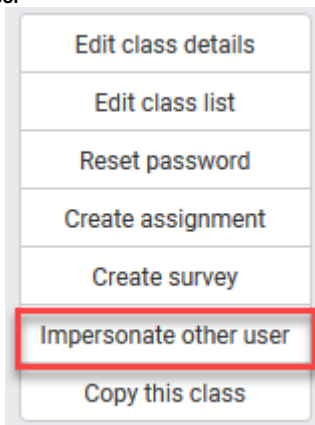 Edit class details
Edit class list
Reset password
Create assignment
Create survey
Impersonate other user
Copy this class